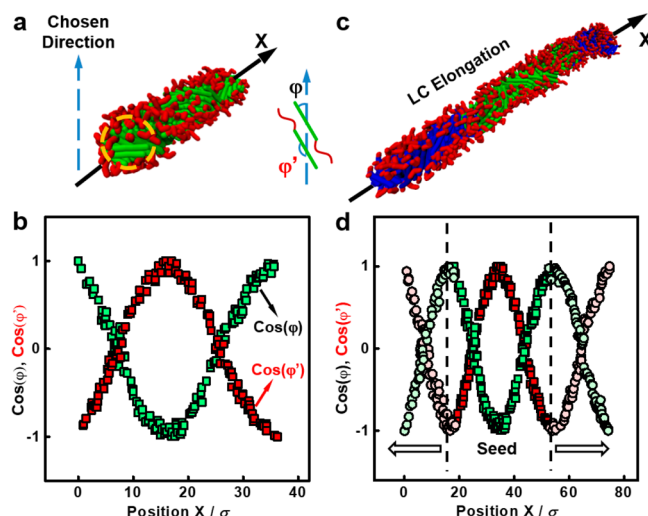 a
Chosen
Direction
X
φ
φ'
c
LC Elongation
X
b
Cos(φ), Cos(φ')
1
0
-1
Cos(φ)
Cos(φ')
0 10 20 30 40
Position X / σ
d
Cos(φ), Cos(φ')
1
0
-1
Seed
0 20 40 60 80
Position X / σ